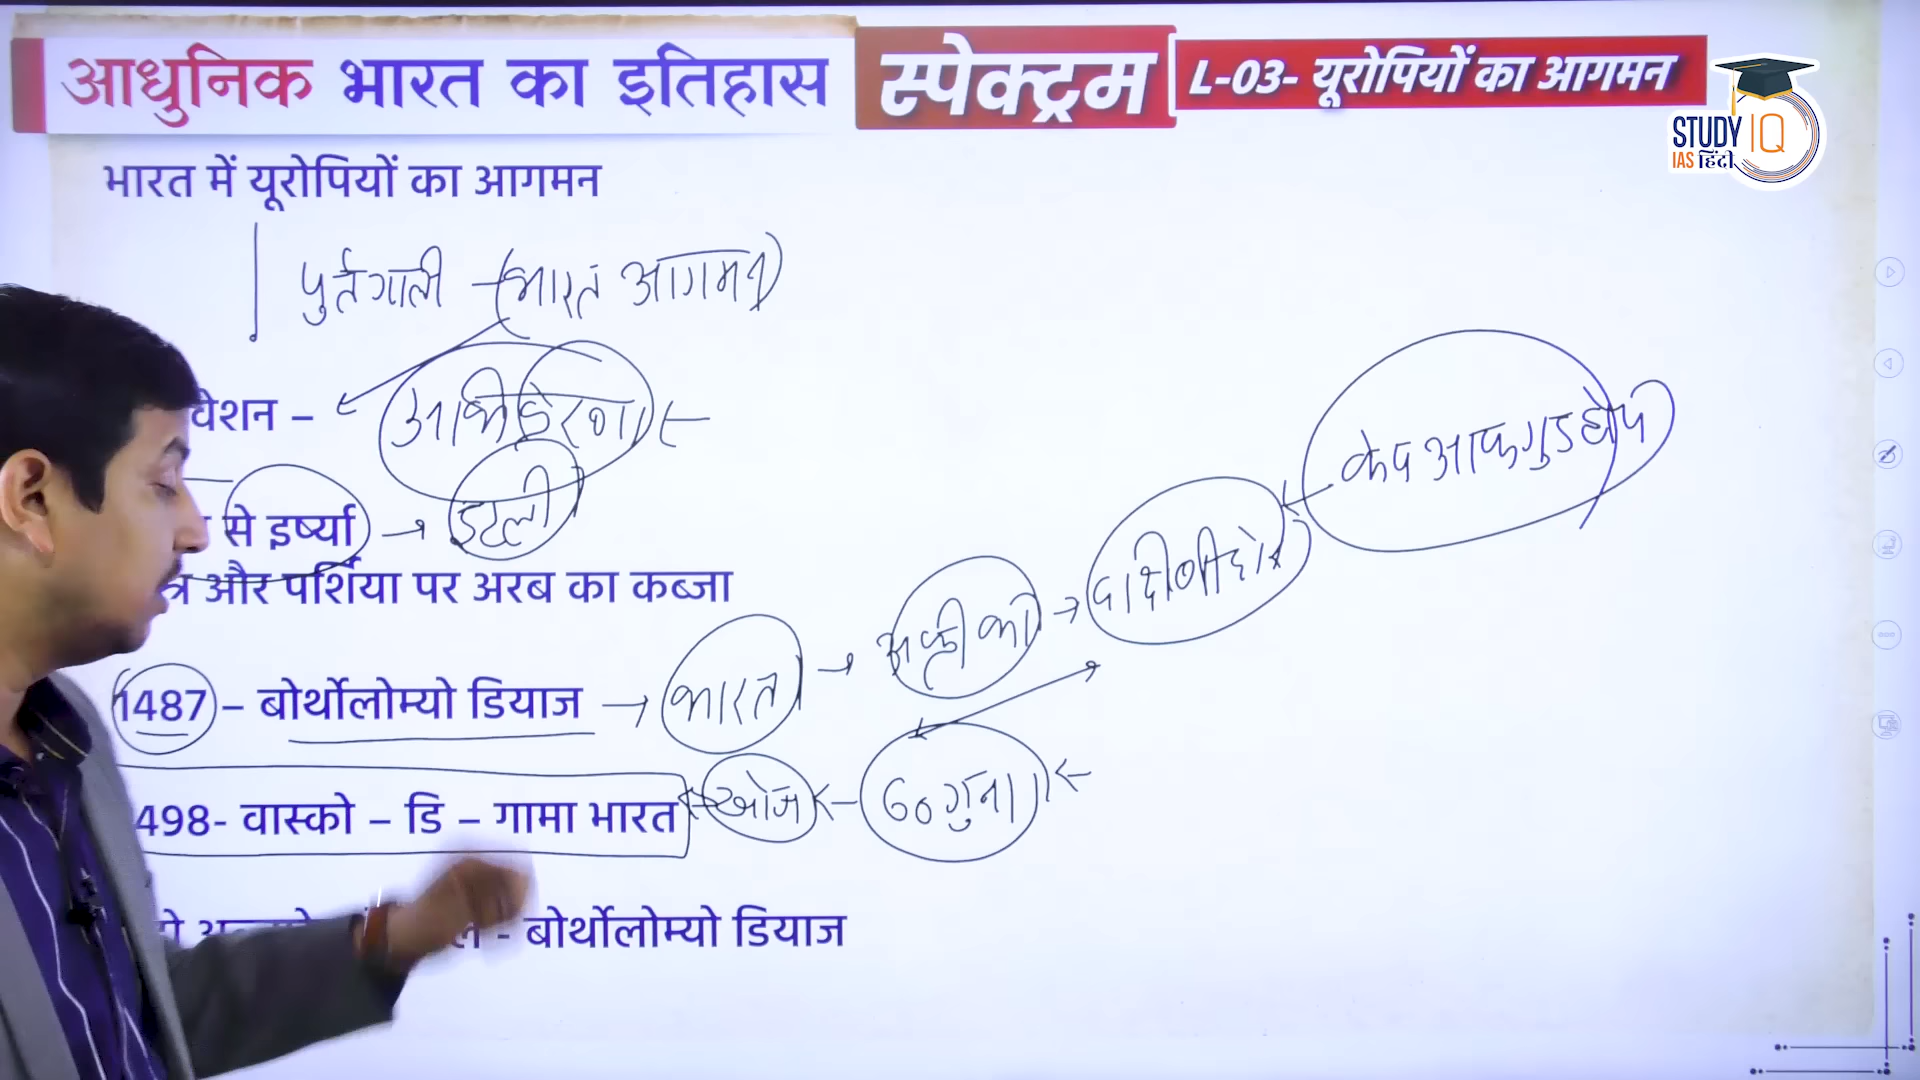 आधुनिक भारत का इतिहास स्पेक्ट्रम L-03- यूरोपियों का आगमन
STUDY IQ
IAS हिंदी
भारत में यूरोपियों का आगमन
पुर्तगाली - (भारत आगमन)
वेशन –
से इर्ष्या → इटली
केप आफ गुड होप
त्र और पर्शिया पर अरब का कब्जा
1487 – बोर्थोलोम्यो डियाज → भारत → अफ्रीका →
498- वास्को – डि – गामा भारत ← खोज ← 60 गुना ←
- बोर्थोलोम्यो डियाज